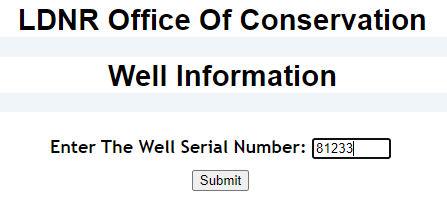 LDNR Office Of Conservation
Well Information
Enter The Well Serial Number: 81233
Submit